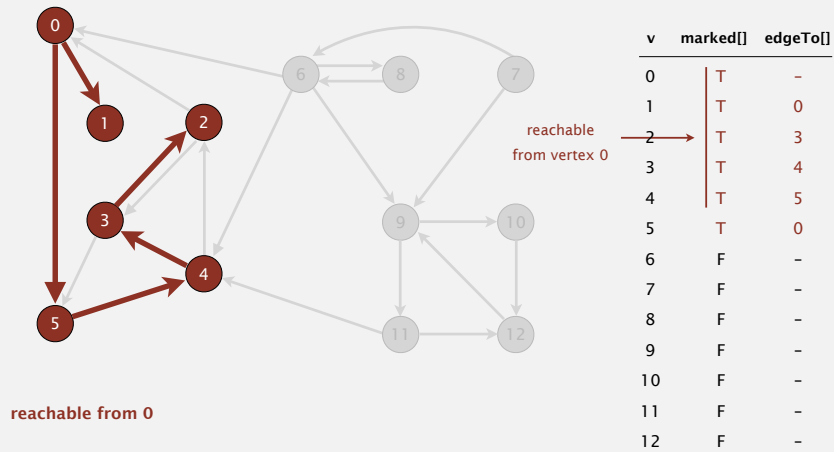 0
6
8
7
1
2
3
9
10
4
5
11
12
reachable from 0
reachable
from vertex 0
v marked[] edgeTo[]
0 T –
1 T 0
2 T 3
3 T 4
4 T 5
5 T 0
6 F –
7 F –
8 F –
9 F –
10 F –
11 F –
12 F –